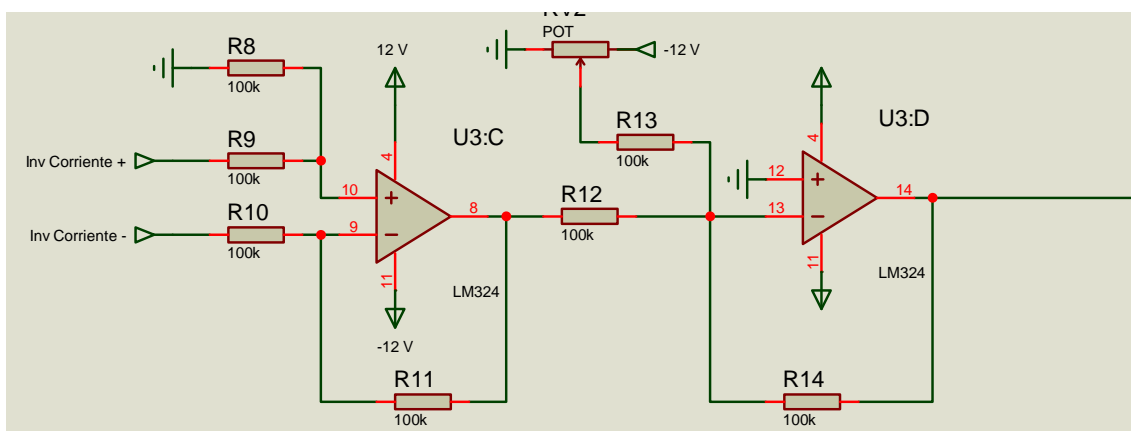 RV2
POT
-12 V
R8
100k
12 V
R13
100k
U3:D
4
R9
100k
Inv Corriente +
U3:C
4
10
9
8
11
R10
100k
Inv Corriente -
R12
100k
12
13
14
11
LM324
LM324
-12 V
R11
100k
R14
100k